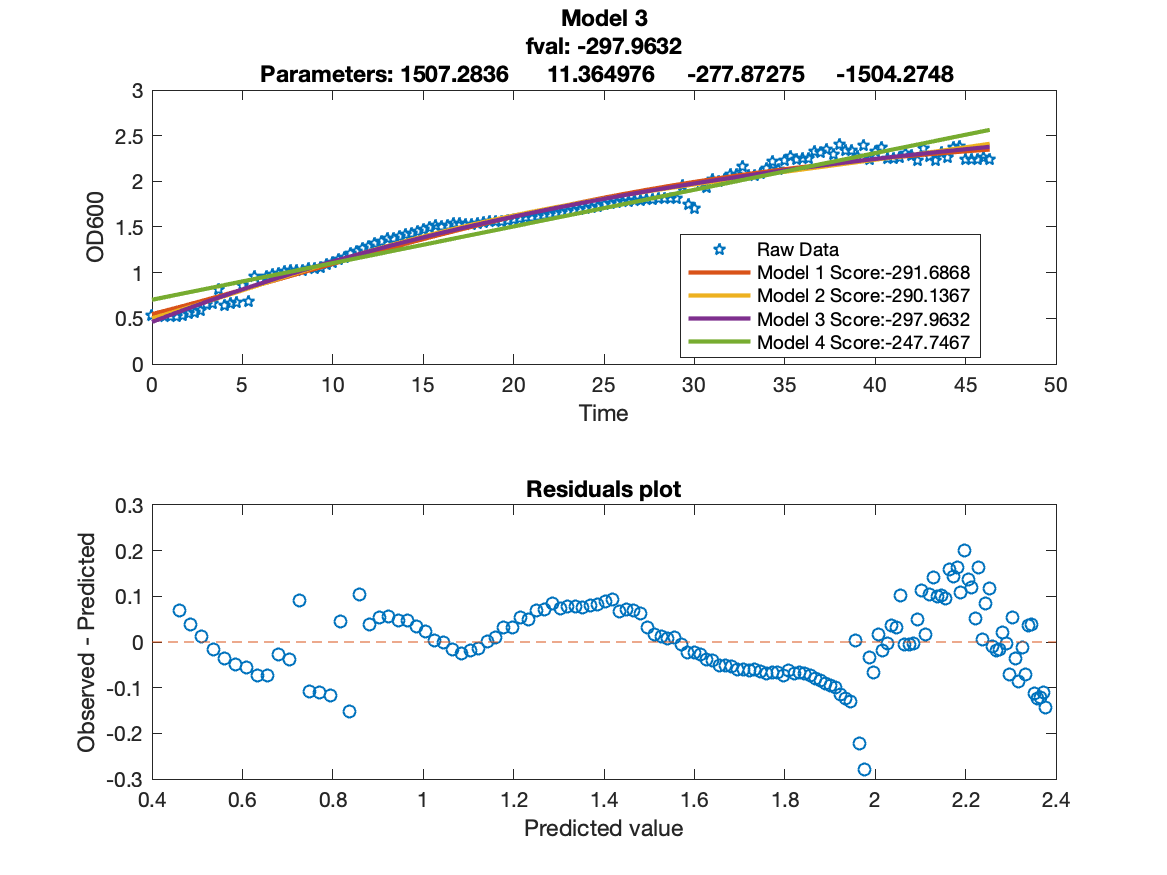 Model 3
fval: -297.9632
Parameters: 1507.2836 11.364976 -277.87275 -1504.2748
3
2.5
2
1.5
1
0.5
0
OD600
Raw Data
Model 1 Score:-291.6868
Model 2 Score:-290.1367
Model 3 Score:-297.9632
Model 4 Score:-247.7467
0 5 10 15 20 25 30 35 40 45 50
Time
Residuals plot
0.3
0.2
0.1
0
-0.1
-0.2
-0.3
Observed - Predicted
0.4 0.6 0.8 1 1.2 1.4 1.6 1.8 2 2.2 2.4
Predicted value